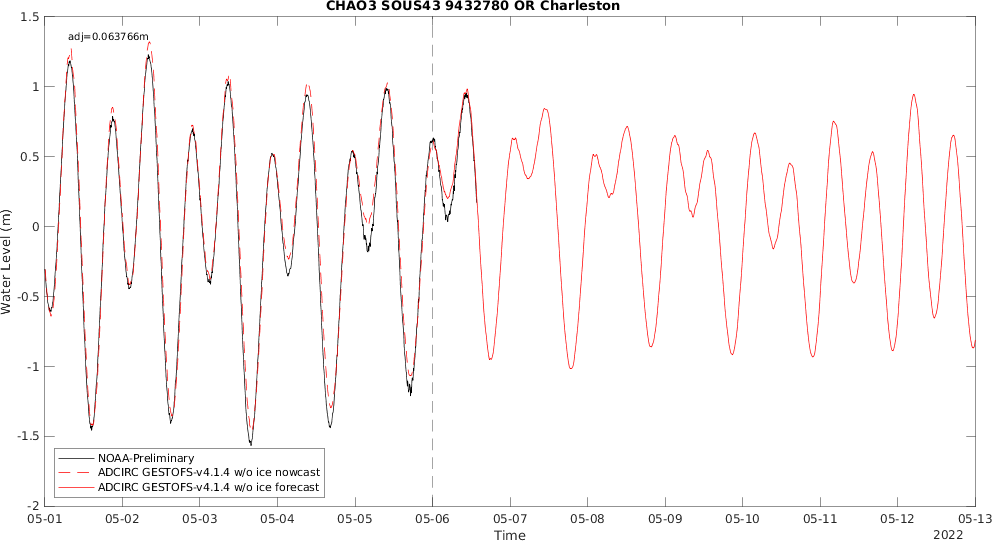 CHAO3 SOUS43 9432780 OR Charleston
adj=0.063766m
1.5
1
0.5
0
-0.5
-1
-1.5
-2
Water Level (m)
NOAA-Preliminary
ADCIRC GESTOFS-v4.1.4 w/o ice nowcast
ADCIRC GESTOFS-v4.1.4 w/o ice forecast
05-01 05-02 05-03 05-04 05-05 05-06 05-07 05-08 05-09 05-10 05-11 05-12 05-13
Time
2022